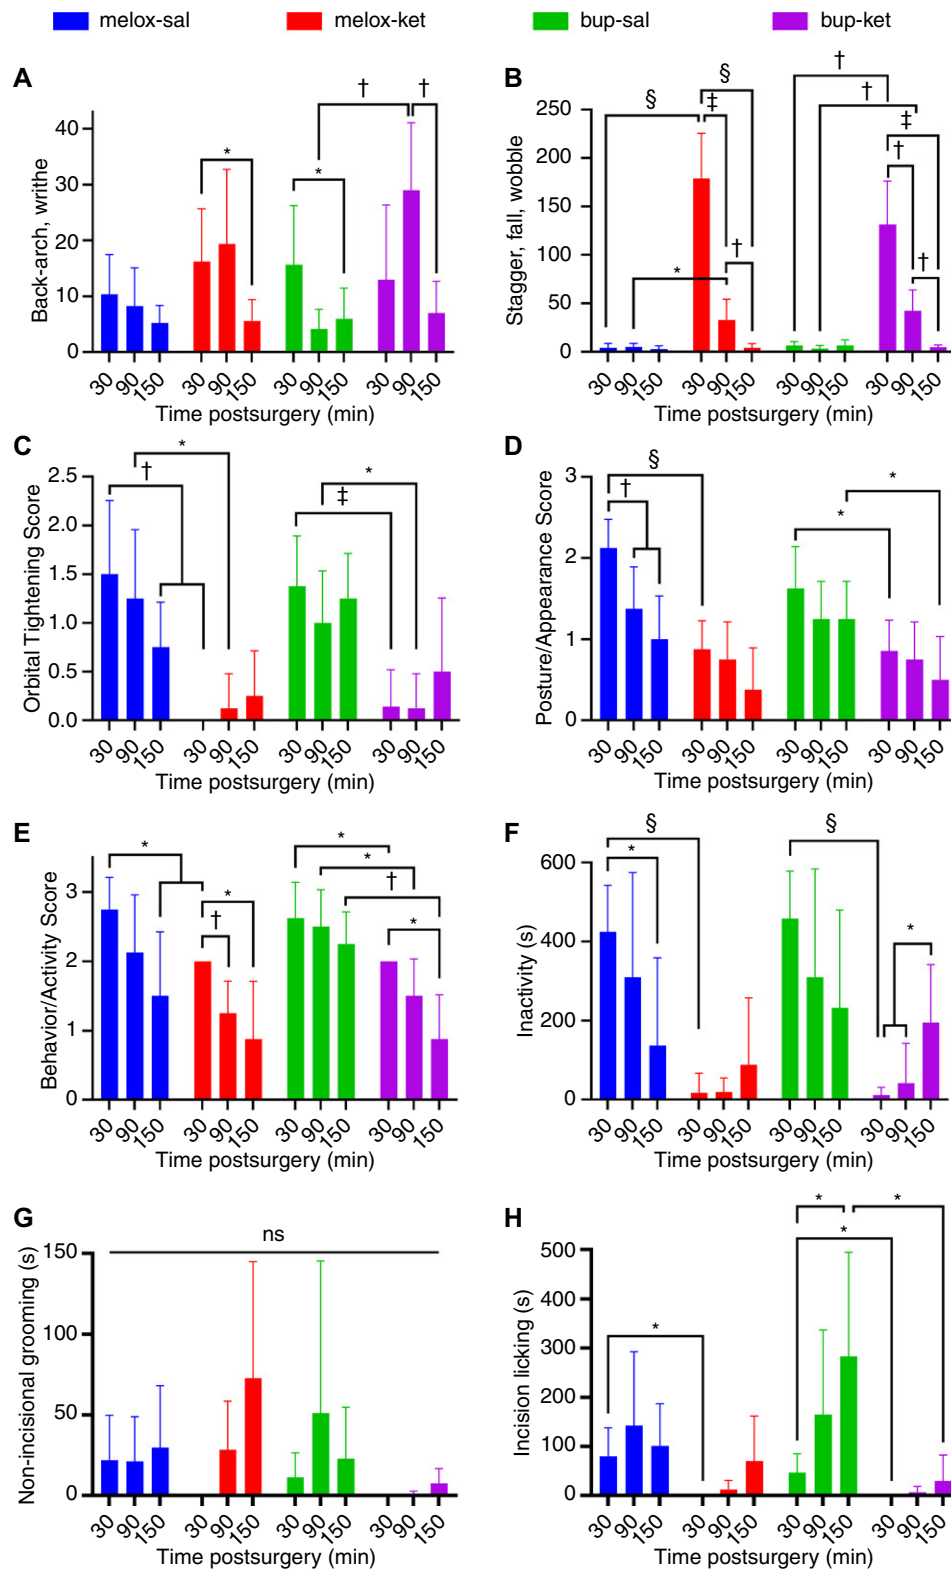 melox-sal melox-ket bup-sal bup-ket
A
Back-arch, writhe
40
30
20
10
0
* * † †
30 90 150 30 90 150 30 90 150 30 90 150
Time postsurgery (min)
B
Stagger, fall, wobble
250
200
150
100
50
0
§ * § ‡ † † † ‡ † †
30 90 150 30 90 150 30 90 150 30 90 150
Time postsurgery (min)
C
Orbital Tightening Score
2.5
2.0
1.5
1.0
0.5
0.0
* † * ‡
30 90 150 30 90 150 30 90 150 30 90 150
Time postsurgery (min)
D
Posture/Appearance Score
3
2
1
0
§ † * *
30 90 150 30 90 150 30 90 150 30 90 150
Time postsurgery (min)
E
Behavior/Activity Score
3
2
1
0
* * † * * † *
30 90 150 30 90 150 30 90 150 30 90 150
Time postsurgery (min)
F
Inactivity (s)
600
400
200
0
§ * § *
30 90 150 30 90 150 30 90 150 30 90 150
Time postsurgery (min)
G
Non-incisional grooming (s)
150
100
50
0
ns
30 90 150 30 90 150 30 90 150 30 90 150
Time postsurgery (min)
H
Incision licking (s)
500
400
300
200
100
0
* * * *
30 90 150 30 90 150 30 90 150 30 90 150
Time postsurgery (min)